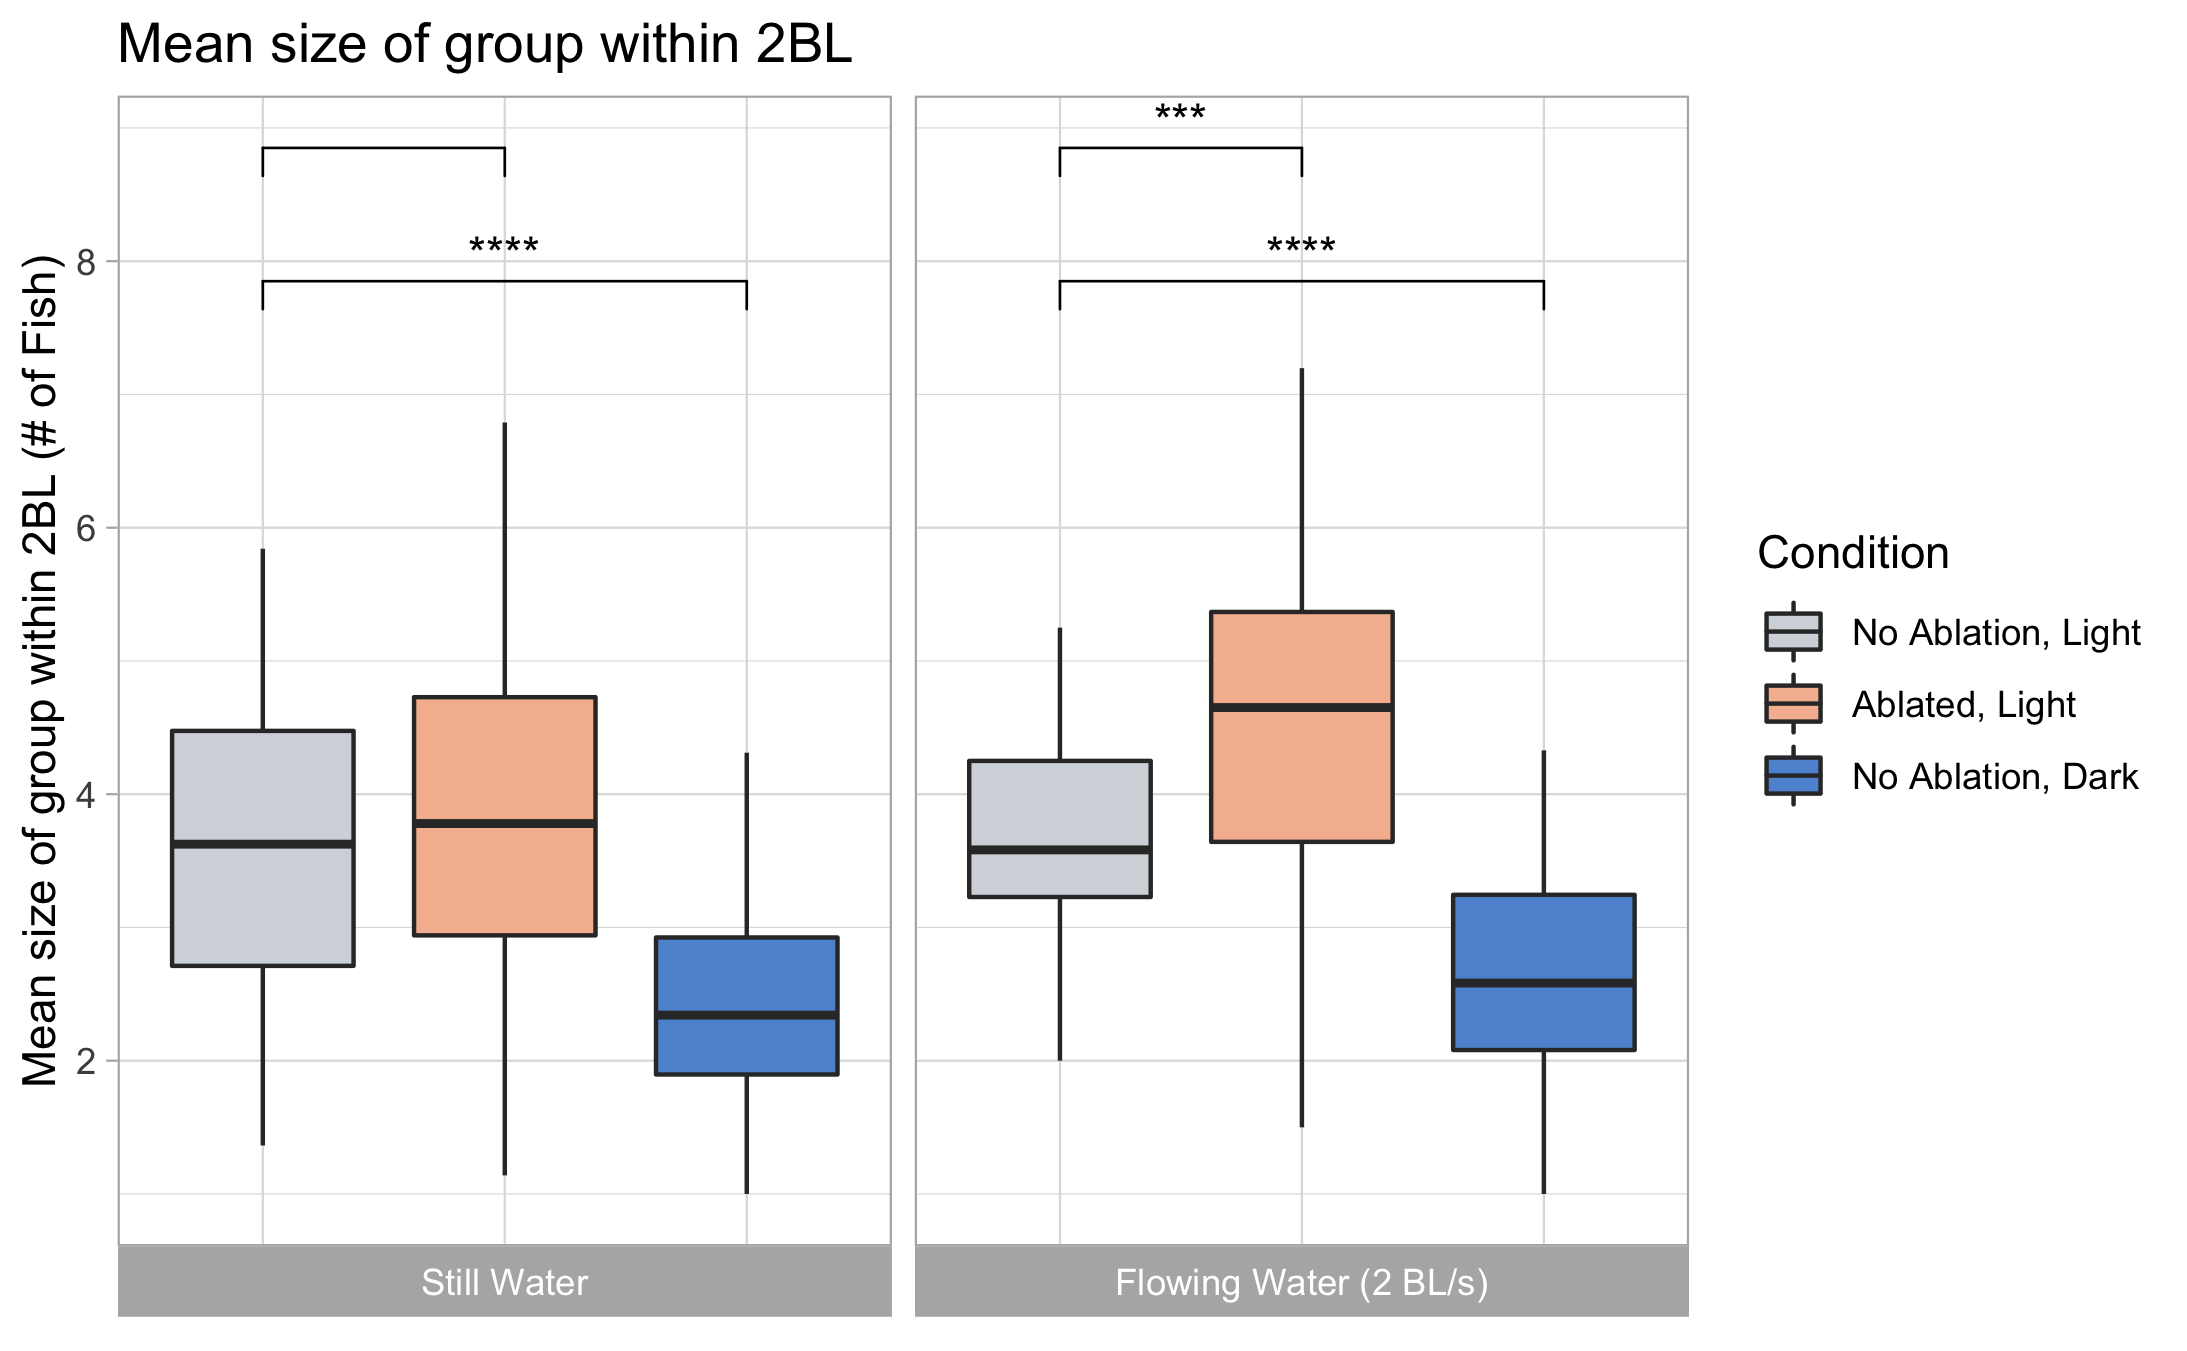 Mean size of group within 2BL
Mean size of group within 2BL (# of Fish)
8
6
4
2
****
***
****
Still Water
Flowing Water (2 BL/s)
Condition
No Ablation, Light
Ablated, Light
No Ablation, Dark